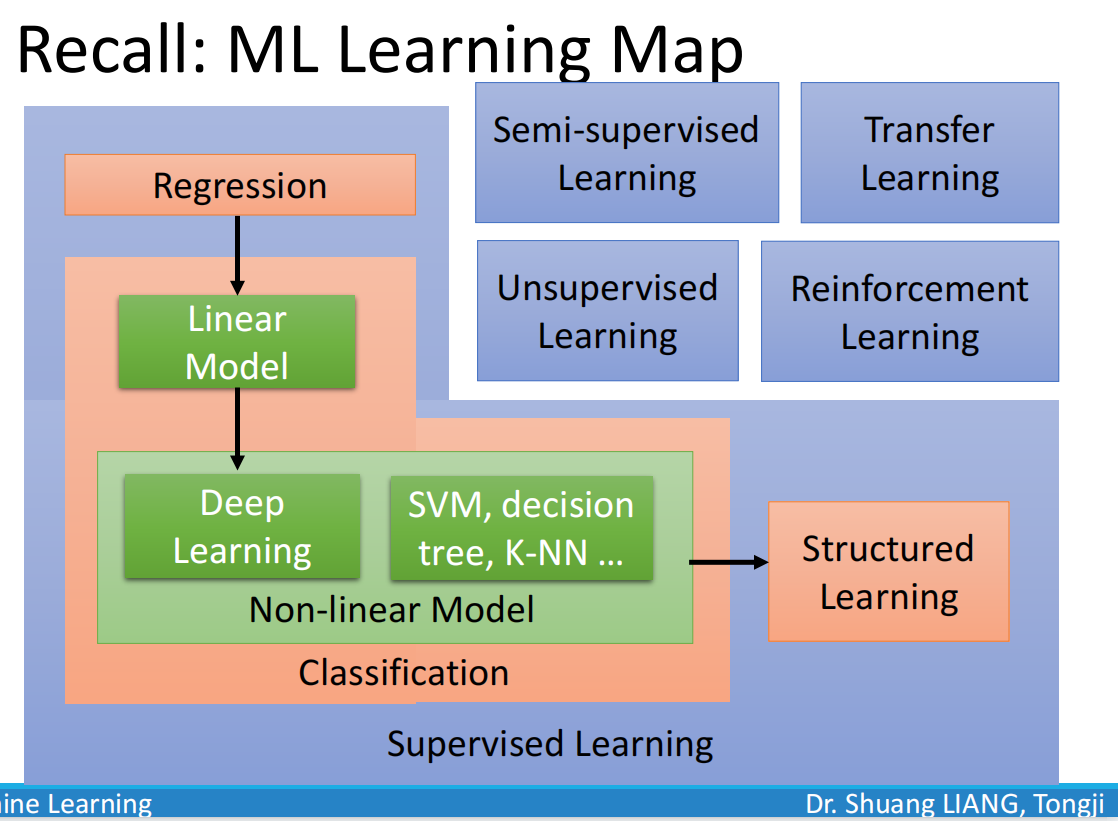 Recall: ML Learning Map
Semi-supervised
Learning
Transfer
Learning
Regression
Unsupervised
Learning
Reinforcement
Learning
Linear
Model
Deep
Learning
SVM, decision
tree, K-NN ...
Non-linear Model
Classification
Structured
Learning
Supervised Learning
ine Learning
Dr. Shuang LIANG, Tongji